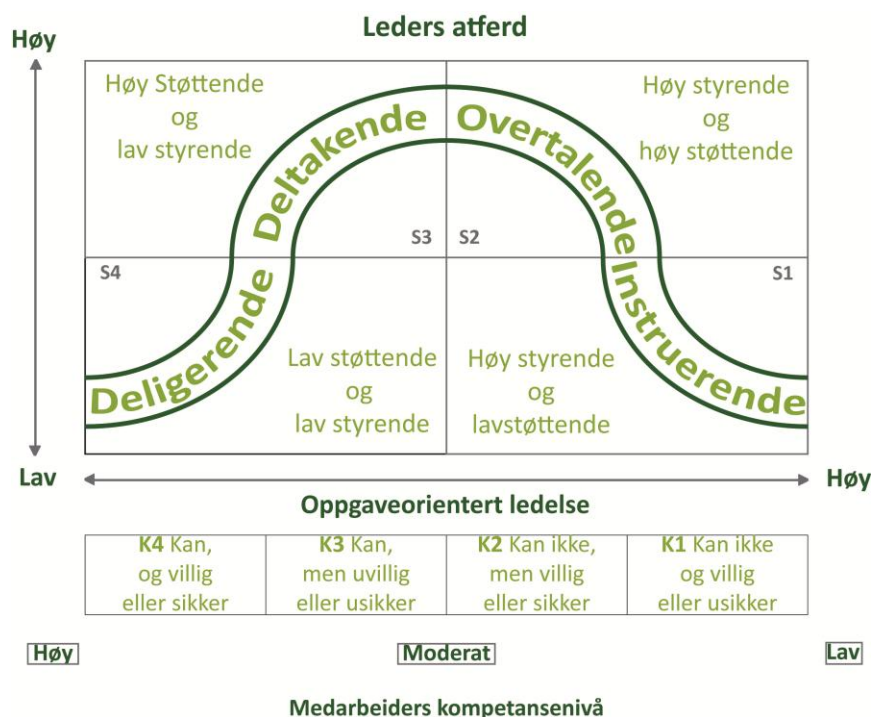 Leders atferd
Høy
Høy Støttende
og
lav styrende
Høy styrende
og
høy støttende
Deltakende
Overtalende
S3
S2
S4
S1
Deligerende
Instruerende
Lav støttende
og
lav styrende
Høy styrende
og
lavstøttende
Lav
Høy
Oppgaveorientert ledelse
K4 Kan,
og villig
eller sikker
K3 Kan,
men uvillig
eller usikker
K2 Kan ikke,
men villig
eller sikker
K1 Kan ikke
og villig
eller usikker
Høy
Moderat
Lav
Medarbeiders kompetansenivå